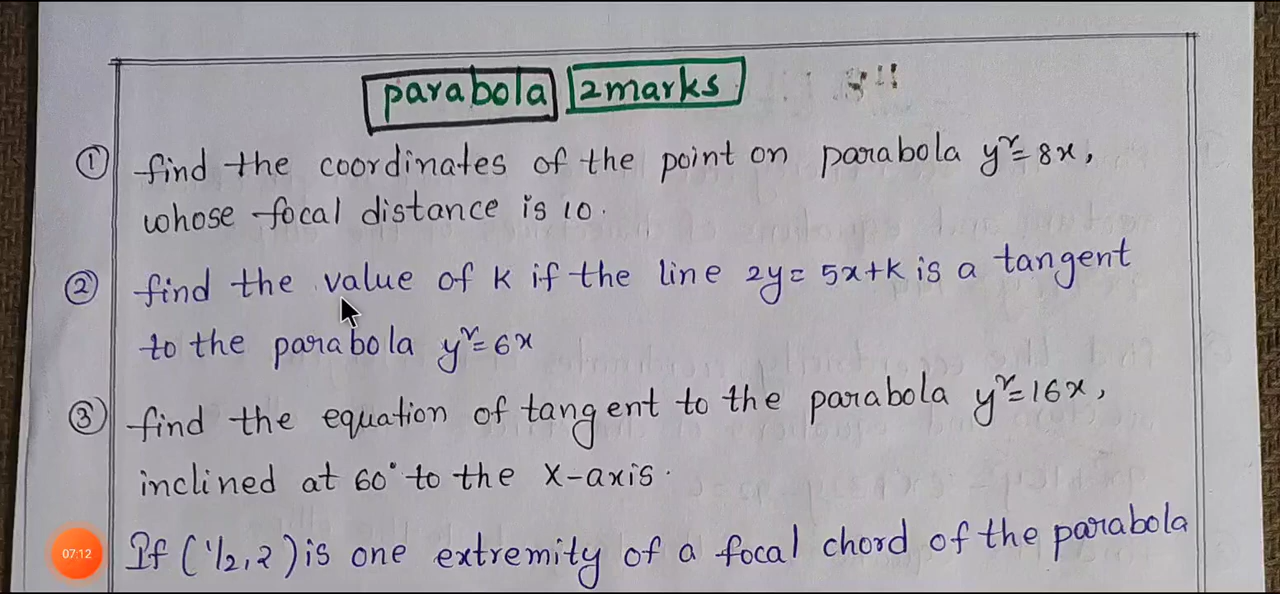 parabola 2marks
① find the coordinates of the point on parabola y²=8x,
whose focal distance is 10.
② find the value of k if the line 2y=5x+k is a tangent
to the parabola y²=6x
③ find the equation of tangent to the parabola y²=16x,
inclined at 60° to the x-axis.
07:12 If (1/2,2) is one extremity of a focal chord of the parabola